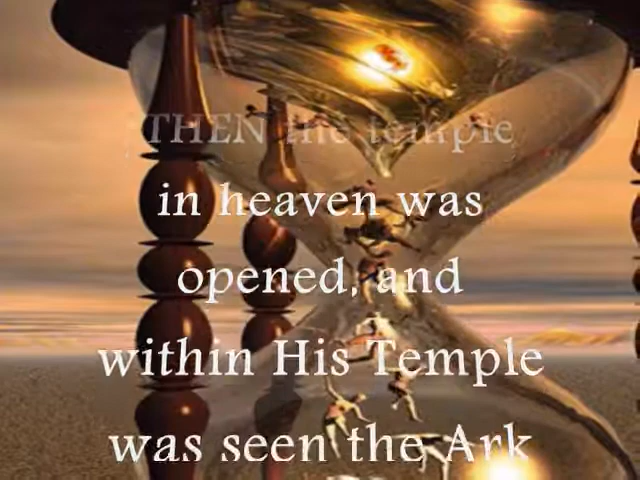 THEN the temple
in heaven was
opened, and
within His Temple
was seen the Ark